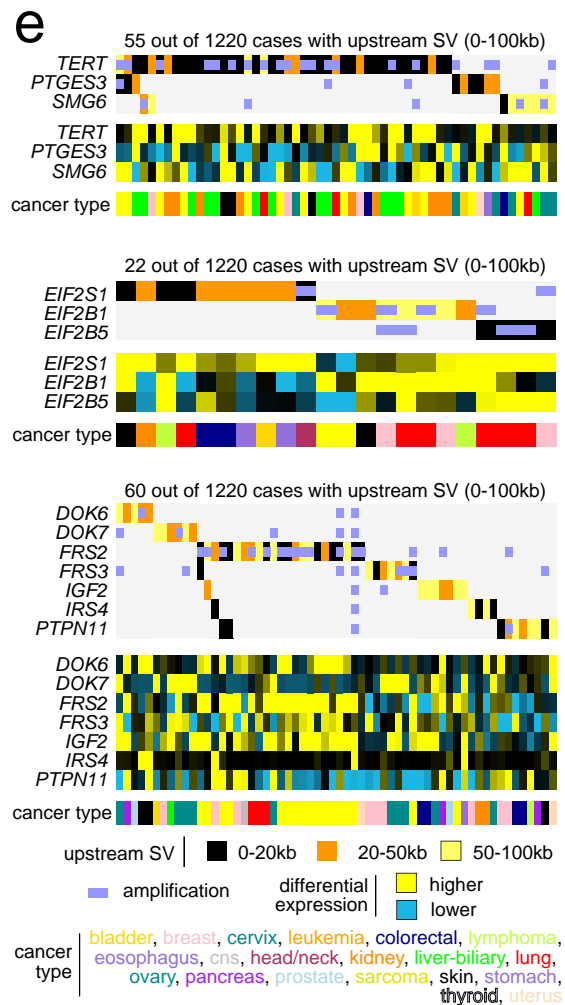 e
55 out of 1220 cases with upstream SV (0-100kb)
TERT
PTGES3
SMG6
TERT
PTGES3
SMG6
cancer type
22 out of 1220 cases with upstream SV (0-100kb)
EIF2S1
EIF2B1
EIF2B5
EIF2S1
EIF2B1
EIF2B5
cancer type
60 out of 1220 cases with upstream SV (0-100kb)
DOK6
DOK7
FRS2
FRS3
IGF2
IRS4
PTPN11
DOK6
DOK7
FRS2
FRS3
IGF2
IRS4
PTPN11
cancer type
upstream SV 0-20kb 20-50kb 50-100kb
amplification differential expression higher
lower
cancer type bladder, breast, cervix, leukemia, colorectal, lymphoma,
eosophagus, cns, head/neck, kidney, liver-biliary, lung,
ovary, pancreas, prostate, sarcoma, skin, stomach,
thyroid, uterus